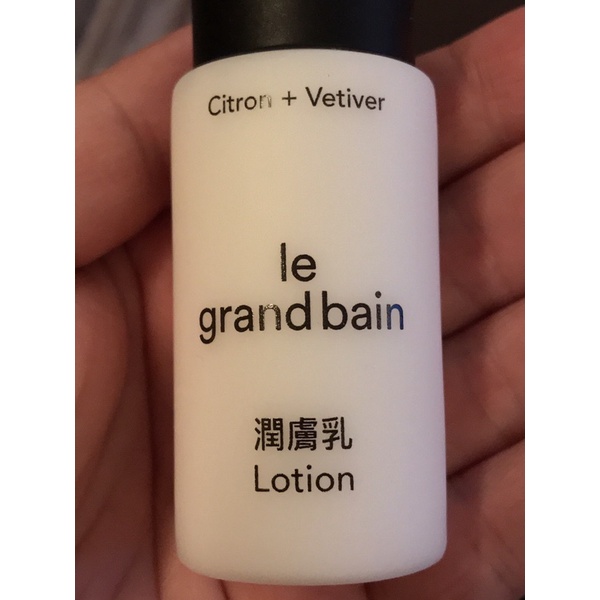 Citron + Vetiver
le
grand bain
潤膚乳
Lotion